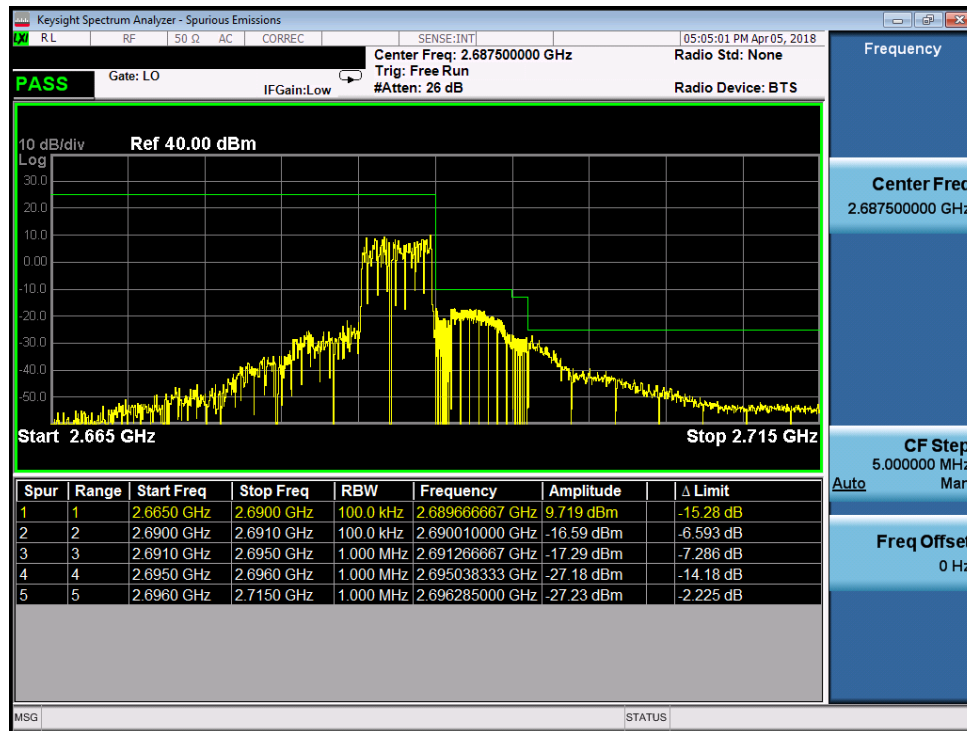 Keysight Spectrum Analyzer - Spurious Emissions
LXI RL RF 50 Ω AC CORREC SENSE:INT 05:05:01 PM Apr 05, 2018
Center Freq: 2.687500000 GHz Radio Std: None
PASS Gate: LO Trig: Free Run
IFGain:Low #Atten: 26 dB Radio Device: BTS
10 dB/div Ref 40.00 dBm
Log
30.0
20.0
10.0
0.00
-10.0
-20.0
-30.0
-40.0
-50.0
Start 2.665 GHz Stop 2.715 GHz
Spur Range Start Freq Stop Freq RBW Frequency Amplitude Δ Limit
1 1 2.6650 GHz 2.6900 GHz 100.0 kHz 2.689666667 GHz 9.719 dBm -15.28 dB
2 2 2.6900 GHz 2.6910 GHz 100.0 kHz 2.690010000 GHz -16.59 dBm -6.593 dB
3 3 2.6910 GHz 2.6950 GHz 1.000 MHz 2.691266667 GHz -17.29 dBm -7.286 dB
4 4 2.6950 GHz 2.6960 GHz 1.000 MHz 2.695038333 GHz -27.18 dBm -14.18 dB
5 5 2.6960 GHz 2.7150 GHz 1.000 MHz 2.696285000 GHz -27.23 dBm -2.225 dB
MSG STATUS
Frequency
Center Freq
2.687500000 GHz
CF Step
5.000000 MHz
Auto Man
Freq Offset
0 Hz